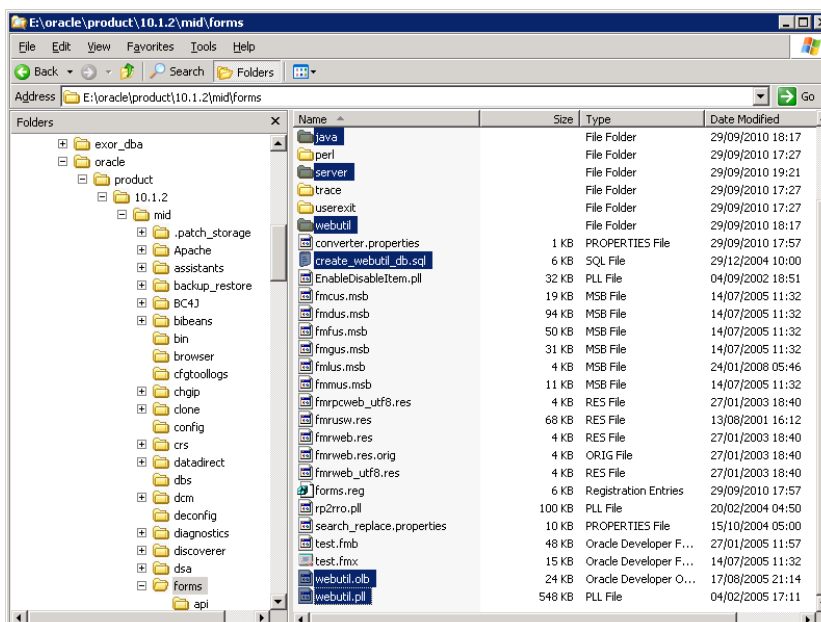 E:\oracle\product\10.1.2\mid\forms
File Edit View Favorites Tools Help
Back Search Folders
Address E:\oracle\product\10.1.2\mid\forms Go
Folders
exor_dba
oracle
product
10.1.2
mid
.patch_storage
Apache
assistants
backup_restore
BC4J
bibeans
bin
browser
cfgtoollogs
chgip
clone
config
crs
datadirect
dbs
dcm
deconfig
diagnostics
discoverer
dsa
forms
api
Name Size Type Date Modified
java File Folder 29/09/2010 18:17
perl File Folder 29/09/2010 17:27
server File Folder 29/09/2010 19:21
trace File Folder 29/09/2010 17:27
userexit File Folder 29/09/2010 17:27
webutil File Folder 29/09/2010 18:17
converter.properties 1 KB PROPERTIES File 29/09/2010 17:57
create_webutil_db.sql 6 KB SQL File 29/12/2004 10:00
EnableDisableItem.pll 32 KB PLL File 04/09/2002 18:51
fmcus.msb 19 KB MSB File 14/07/2005 11:32
fmdus.msb 94 KB MSB File 14/07/2005 11:32
fmfus.msb 50 KB MSB File 14/07/2005 11:32
fmgus.msb 31 KB MSB File 14/07/2005 11:32
fmlus.msb 4 KB MSB File 24/01/2008 05:46
fmmus.msb 11 KB MSB File 14/07/2005 11:32
fmrpcweb_utf8.res 4 KB RES File 27/01/2003 18:40
fmrusw.res 68 KB RES File 13/08/2001 16:12
fmrweb.res 4 KB RES File 27/01/2003 18:40
fmrweb.res.orig 4 KB ORIG File 27/01/2003 18:40
fmrweb_utf8.res 4 KB RES File 27/01/2003 18:40
forms.reg 6 KB Registration Entries 29/09/2010 17:57
rp2rro.pll 100 KB PLL File 20/02/2004 04:50
search_replace.properties 10 KB PROPERTIES File 15/10/2004 05:00
test.fmb 48 KB Oracle Developer F... 27/01/2005 11:57
test.fmx 15 KB Oracle Developer F... 14/07/2005 11:32
webutil.olb 24 KB Oracle Developer O... 17/08/2005 21:14
webutil.pll 548 KB PLL File 04/02/2005 17:11